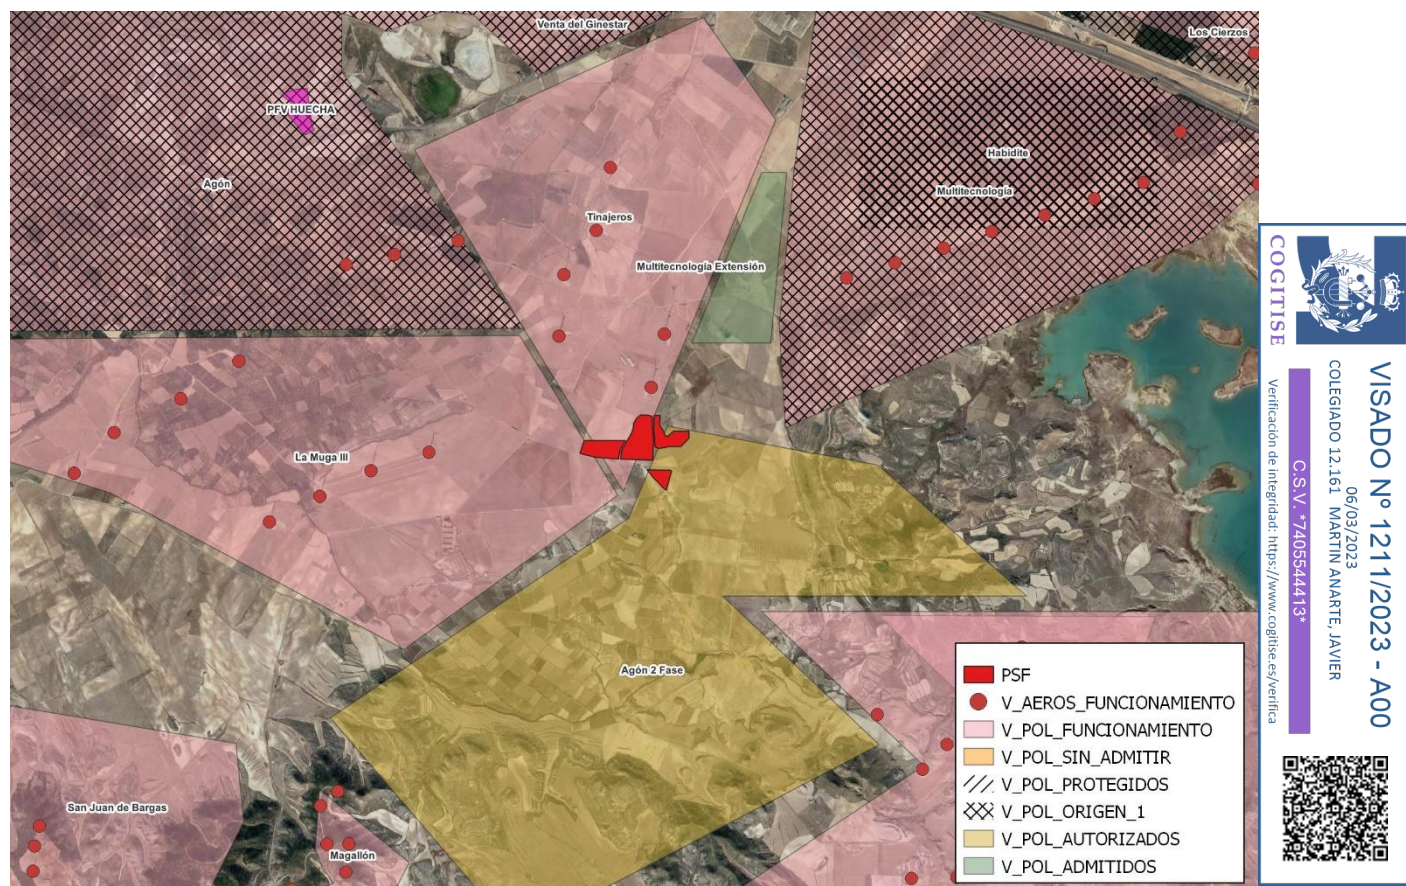 Venta del Ginestar
Los Cierzos
PFV HUECHA
Habidite
Agón
Multitecnología
Tinajeros
Multitecnología Extensión
La Muga III
Agón 2 Fase
San Juan de Bargas
Magallón
PSF
V_AEROS_FUNCIONAMIENTO
V_POL_FUNCIONAMIENTO
V_POL_SIN_ADMITIR
V_POL_PROTEGIDOS
V_POL_ORIGEN_1
V_POL_AUTORIZADOS
V_POL_ADMITIDOS
COGITISE
VISADO Nº 1211/2023 - A00
06/03/2023
COLEGIADO 12.161 MARTIN ANARTE, JAVIER
C.S.V. *7405544413*
Verificación de integridad: https://www.cogitise.es/verifica